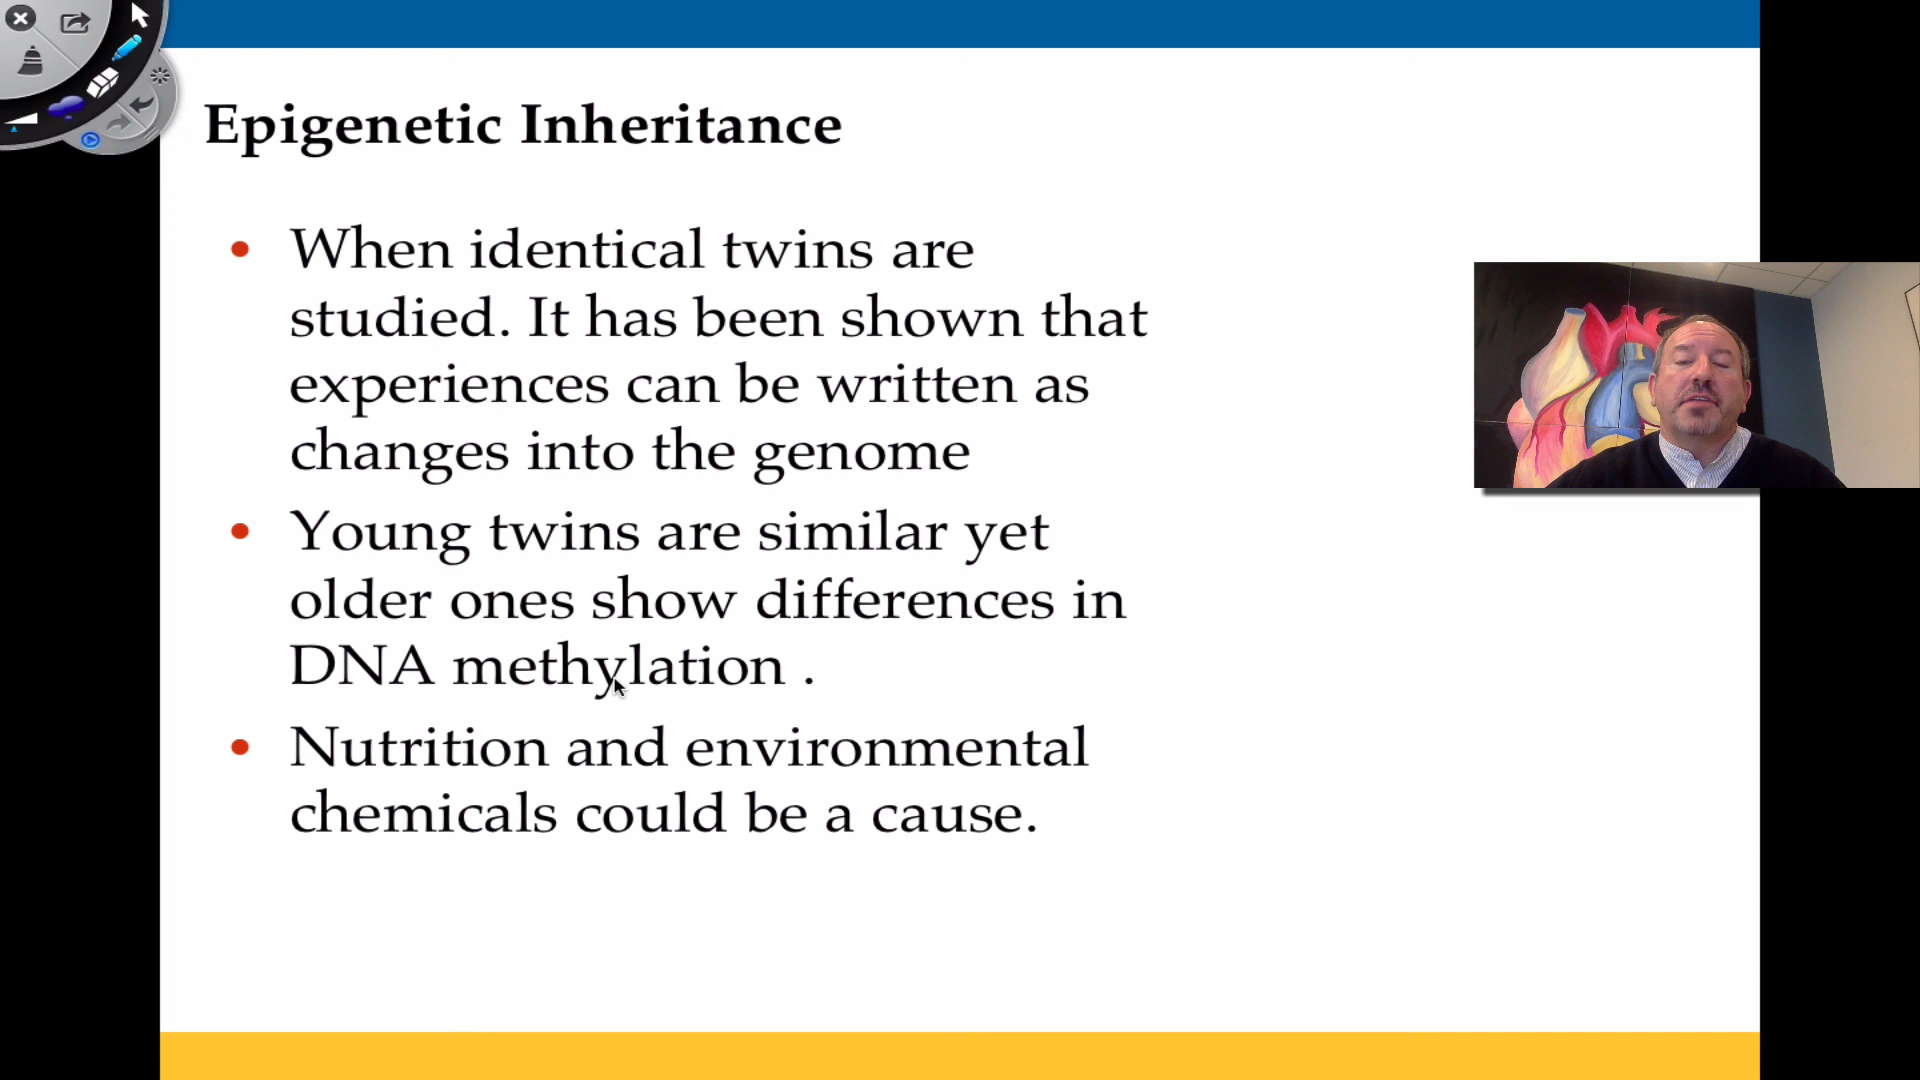 Epigenetic Inheritance
• When identical twins are
studied. It has been shown that
experiences can be written as
changes into the genome
• Young twins are similar yet
older ones show differences in
DNA methylation .
• Nutrition and environmental
chemicals could be a cause.